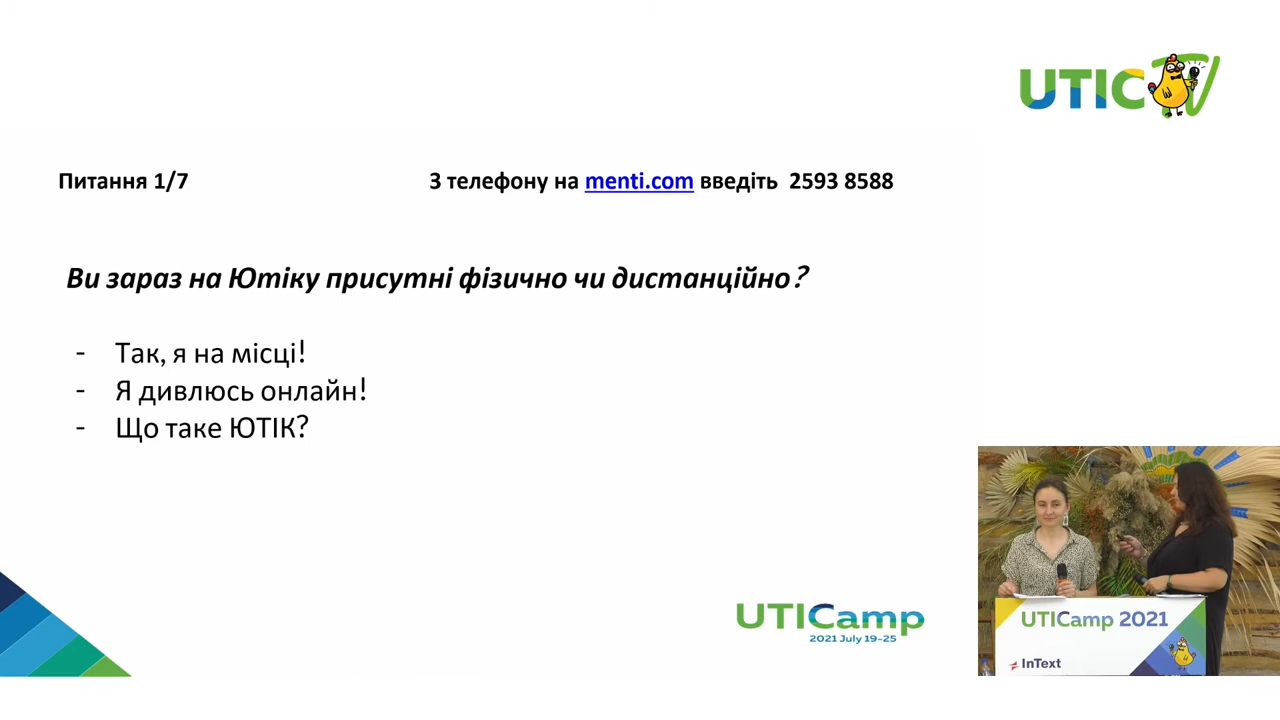 UTIC TV
Питання 1/7
З телефону на menti.com введіть 2593 8588
Ви зараз на Ютіку присутні фізично чи дистанційно?
- Так, я на місці!
- Я дивлюсь онлайн!
- Що таке ЮТІК?
UTICamp
2021 July 19-25
UTICamp 2021
InText